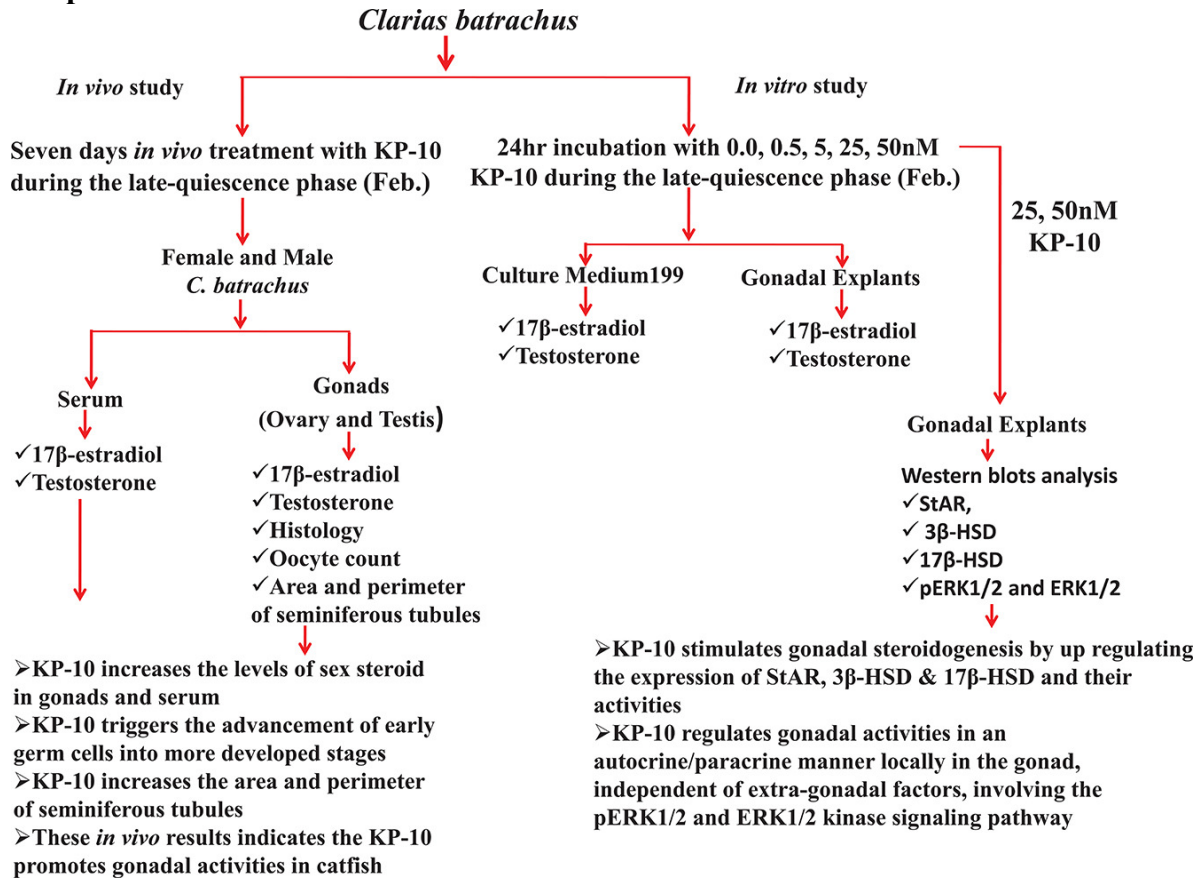 Clarias batrachus
In vivo study
In vitro study
Seven days in vivo treatment with KP-10
during the late-quiescence phase (Feb.)
24hr incubation with 0.0, 0.5, 5, 25, 50nM
KP-10 during the late-quiescence phase (Feb.)
25, 50nM
KP-10
Female and Male
C. batrachus
Culture Medium199
✓17β-estradiol
✓Testosterone
Gonadal Explants
✓17β-estradiol
✓Testosterone
Serum
✓17β-estradiol
✓Testosterone
Gonads
(Ovary and Testis)
✓17β-estradiol
✓Testosterone
✓Histology
✓Oocyte count
✓Area and perimeter
of seminiferous tubules
Gonadal Explants
Western blots analysis
✓StAR,
✓ 3β-HSD
✓17β-HSD
✓pERK1/2 and ERK1/2
➢KP-10 increases the levels of sex steroid
in gonads and serum
➢KP-10 triggers the advancement of early
germ cells into more developed stages
➢KP-10 increases the area and perimeter
of seminiferous tubules
➢These in vivo results indicates the KP-10
promotes gonadal activities in catfish
➢KP-10 stimulates gonadal steroidogenesis by up regulating
the expression of StAR, 3β-HSD & 17β-HSD and their
activities
➢KP-10 regulates gonadal activities in an
autocrine/paracrine manner locally in the gonad,
independent of extra-gonadal factors, involving the
pERK1/2 and ERK1/2 kinase signaling pathway